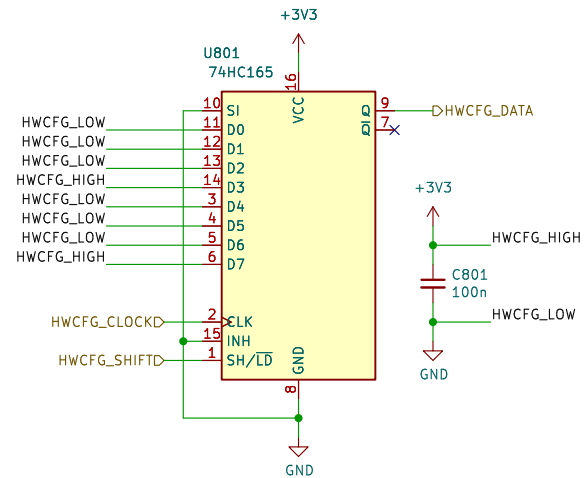 +3V3
U801
74HC165
16
VCC
10 SI
HWCFG_LOW 11 D0
HWCFG_LOW 12 D1
HWCFG_LOW 13 D2
HWCFG_HIGH 14 D3
HWCFG_LOW 3 D4
HWCFG_LOW 4 D5
HWCFG_LOW 5 D6
HWCFG_HIGH 6 D7
HWCFG_CLOCK 2 CLK
15 INH
HWCFG_SHIFT 1 SH/LD
GND
8
GND
Q 9 HWCFG_DATA
Q 7
+3V3
HWCFG_HIGH
C801
100n
HWCFG_LOW
GND